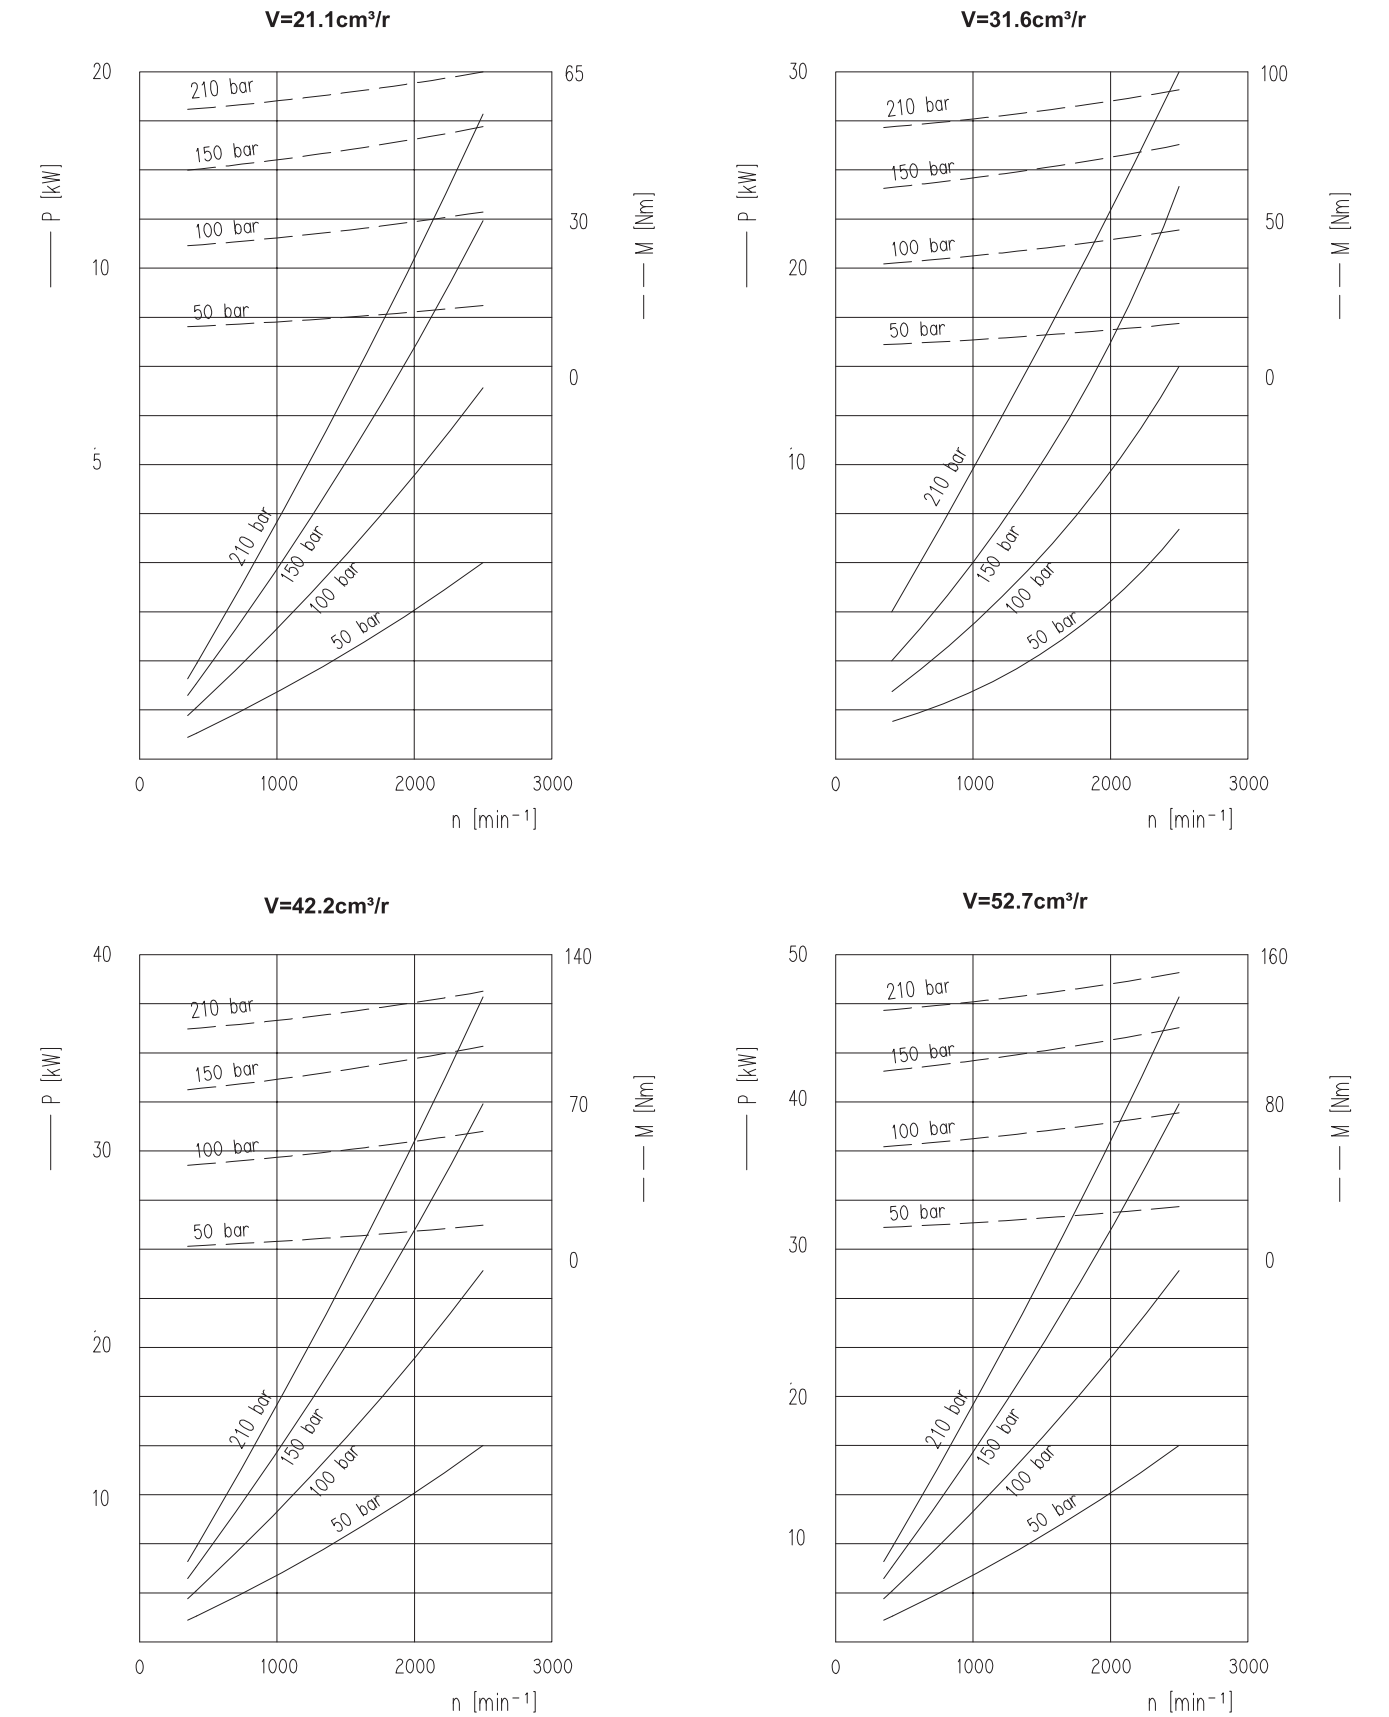 V=21.1cm³/r
20
10
5
P [kW]
65
30
0
M [Nm]
210 bar
150 bar
100 bar
50 bar
210 bar
150 bar
100 bar
50 bar
0 1000 2000 3000
n [min⁻¹]
V=31.6cm³/r
30
20
10
P [kW]
100
50
0
M [Nm]
210 bar
150 bar
100 bar
50 bar
210 bar
150 bar
100 bar
50 bar
0 1000 2000 3000
n [min⁻¹]
V=42.2cm³/r
40
30
20
10
P [kW]
140
70
0
M [Nm]
210 bar
150 bar
100 bar
50 bar
210 bar
150 bar
100 bar
50 bar
0 1000 2000 3000
n [min⁻¹]
V=52.7cm³/r
50
40
30
20
10
P [kW]
160
80
0
M [Nm]
210 bar
150 bar
100 bar
50 bar
210 bar
150 bar
100 bar
50 bar
0 1000 2000 3000
n [min⁻¹]